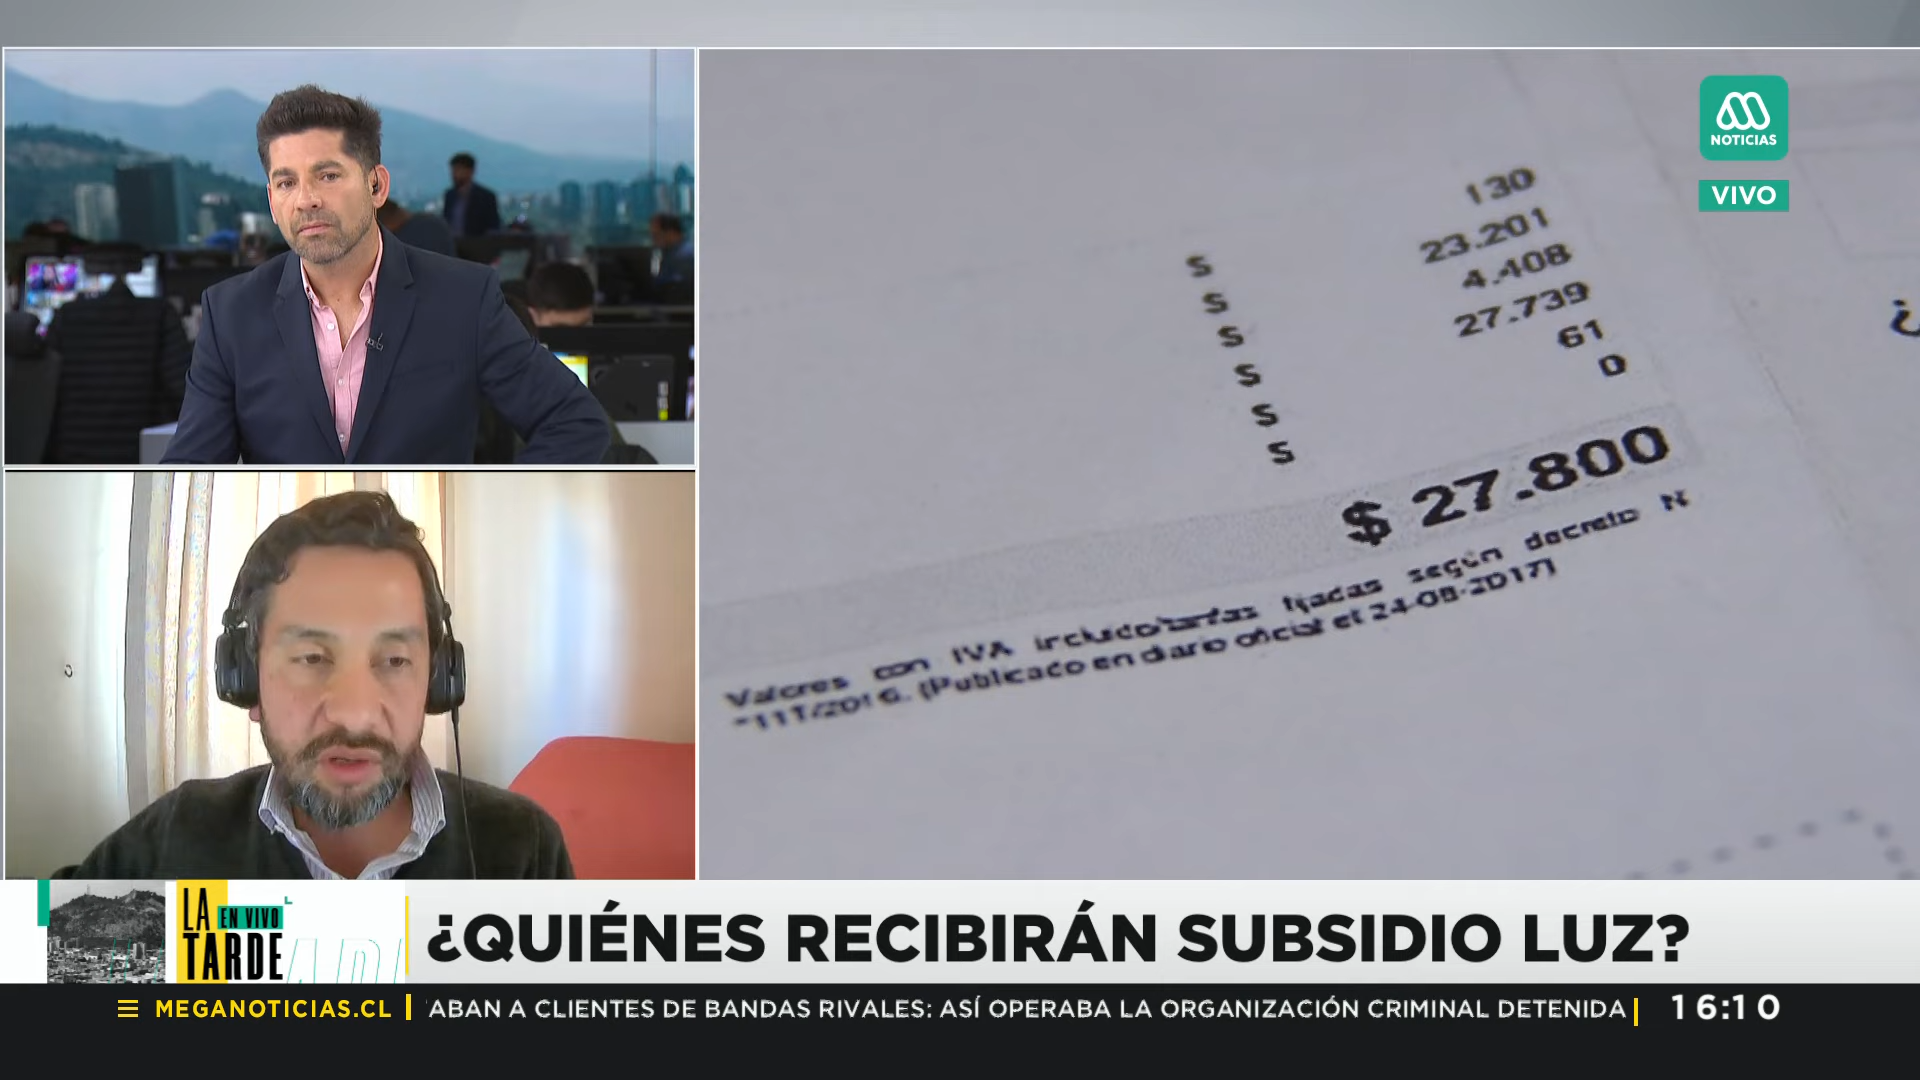 NOTICIAS
VIVO
130
$ 23.201
$ 4.408
$ 27.739
$ 61
$ 0
$
$ 27.800
Valores con IVA incluido/tarifas fijadas según decreto N
°11T/2016. (Publicado en diario oficial el 24-08-2017)
¿
LA
EN VIVO
TARDE
¿QUIÉNES RECIBIRÁN SUBSIDIO LUZ?
MEGANOTICIAS.CL
ABAN A CLIENTES DE BANDAS RIVALES: ASÍ OPERABA LA ORGANIZACIÓN CRIMINAL DETENIDA
16:10